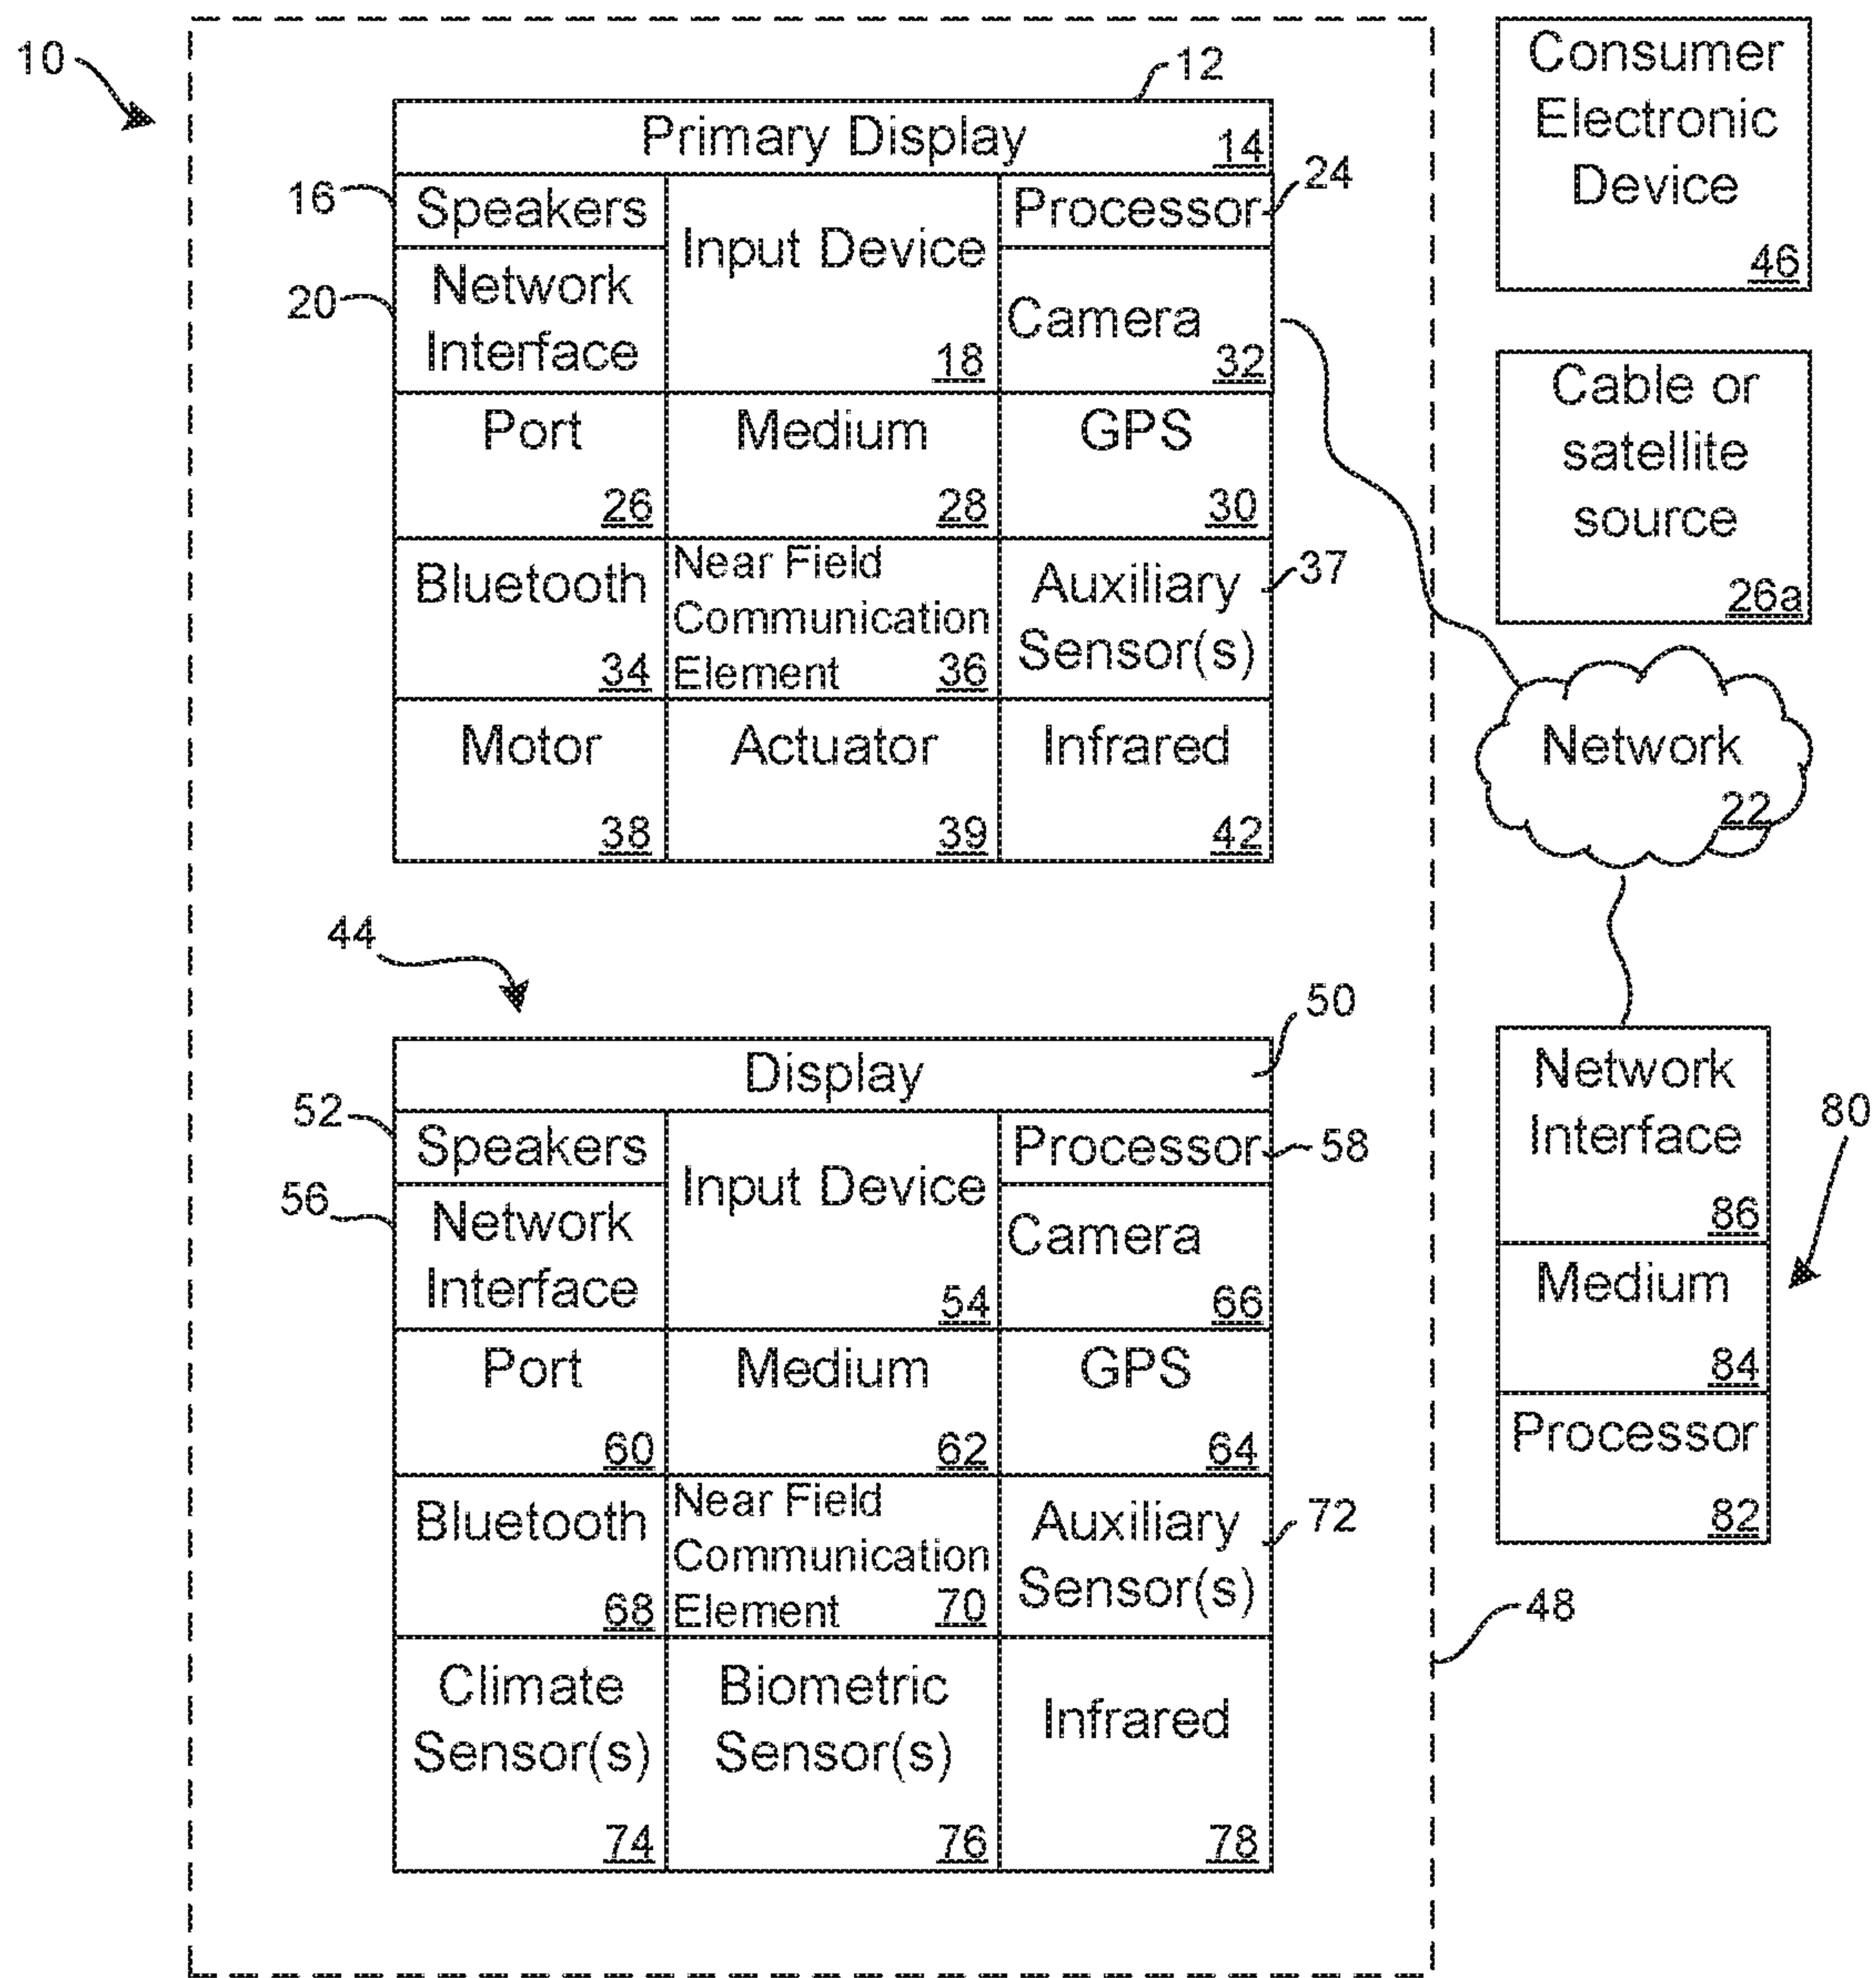 10
12
Primary Display
14
16
Speakers
Input Device
18
Processor
24
20
Network
Interface
Camera
32
Port
26
Medium
28
GPS
30
Bluetooth
34
Near Field
Communication
Element
36
Auxiliary
Sensor(s)
37
Motor
38
Actuator
39
Infrared
42
44
50
Display
52
Speakers
Input Device
54
Processor
58
56
Network
Interface
Camera
66
Port
60
Medium
62
GPS
64
Bluetooth
68
Near Field
Communication
Element
70
Auxiliary
Sensor(s)
72
Climate
Sensor(s)
74
Biometric
Sensor(s)
76
Infrared
78
Consumer
Electronic
Device
46
Cable or
satellite
source
26a
Network
22
Network
Interface
86
80
Medium
84
Processor
82
48